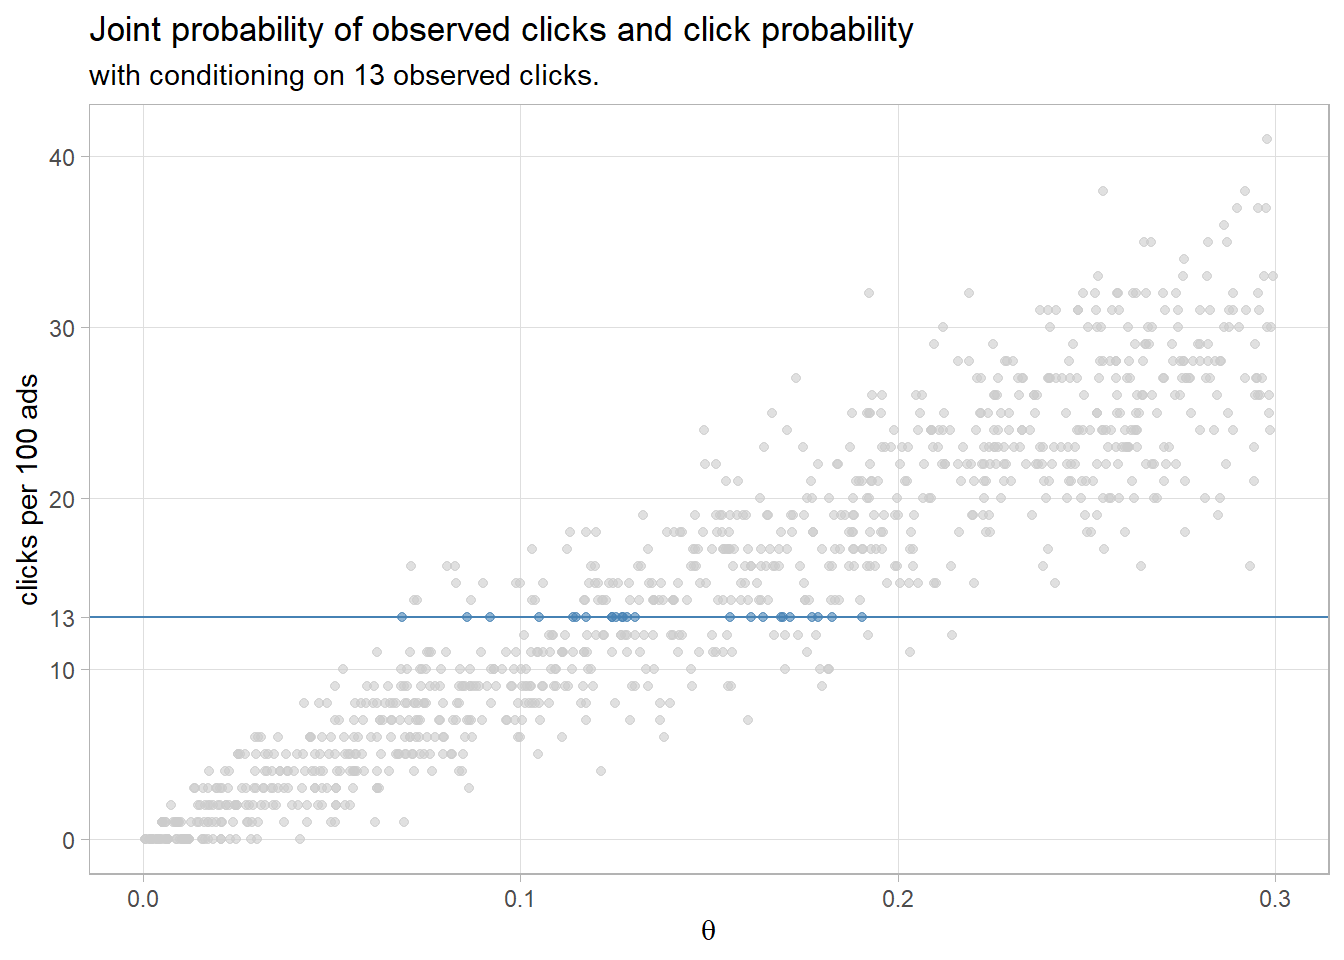 Joint probability of observed clicks and click probability
with conditioning on 13 observed clicks.
clicks per 100 ads
40
30
20
13
10
0
0.0
0.1
0.2
0.3
θ